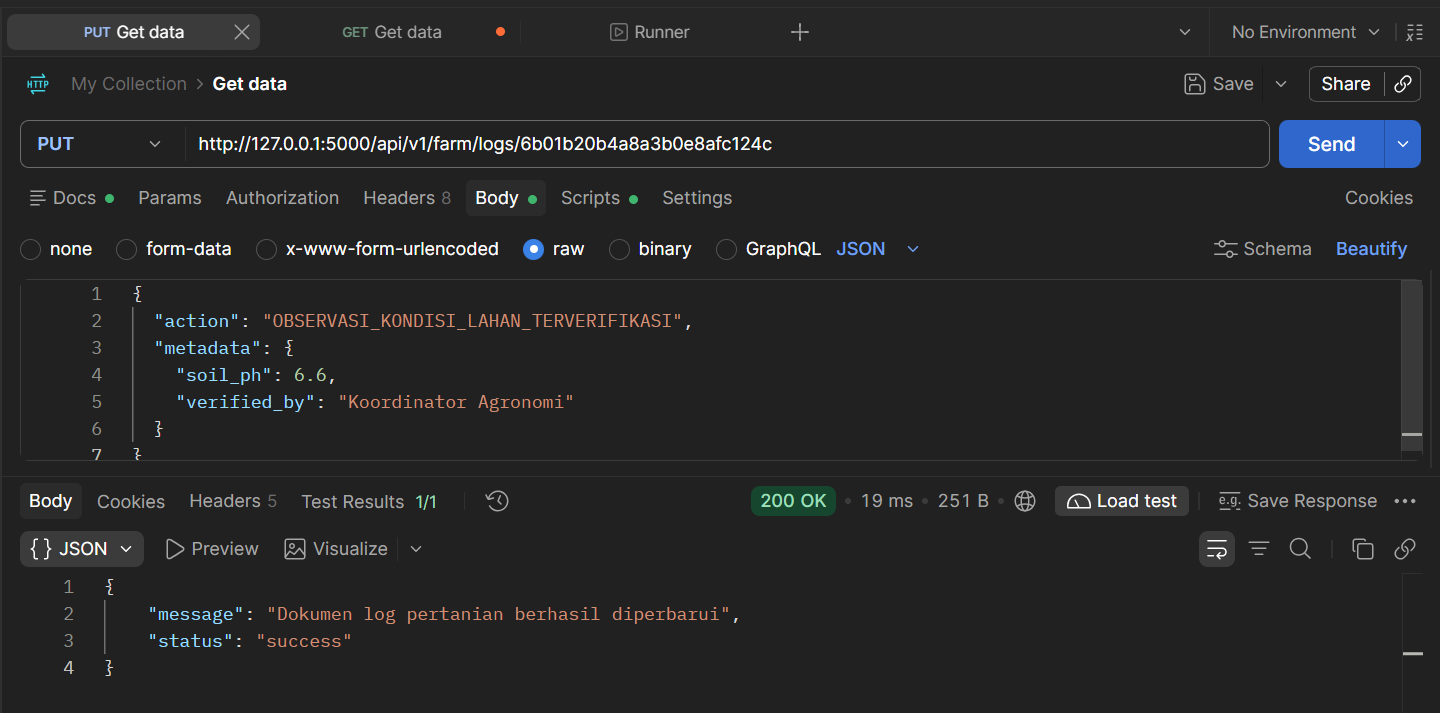 PUT Get data GET Get data Runner No Environment
HTTP My Collection > Get data Save Share
PUT http://127.0.0.1:5000/api/v1/farm/logs/6b01b20b4a8a3b0e8afc124c Send
Docs Params Authorization Headers 8 Body Scripts Settings Cookies
none form-data x-www-form-urlencoded raw binary GraphQL JSON Schema Beautify
1 {
2 "action": "OBSERVASI_KONDISI_LAHAN_TERVERIFIKASI",
3 "metadata": {
4 "soil_ph": 6.6,
5 "verified_by": "Koordinator Agronomi"
6 }
7 }
Body Cookies Headers 5 Test Results 1/1 200 OK • 19 ms • 251 B • Load test e.g. Save Response
{} JSON Preview Visualize
1 {
2 "message": "Dokumen log pertanian berhasil diperbarui",
3 "status": "success"
4 }